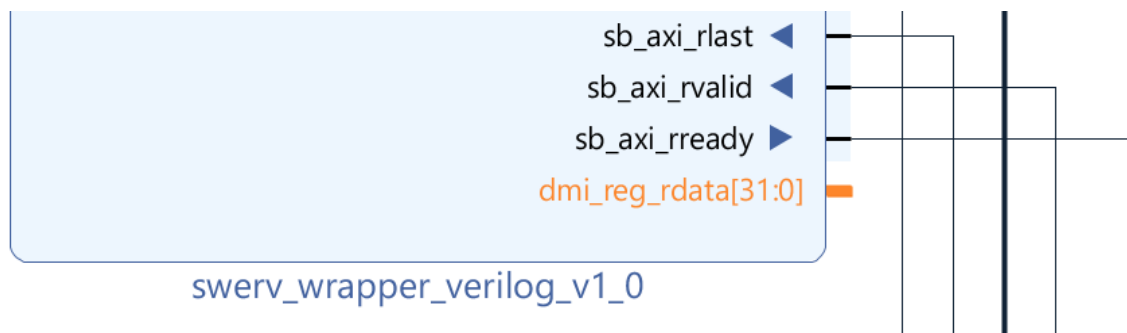 sb_axi_rlast
sb_axi_rvalid
sb_axi_rready
dmi_reg_rdata[31:0]
swerv_wrapper_verilog_v1_0